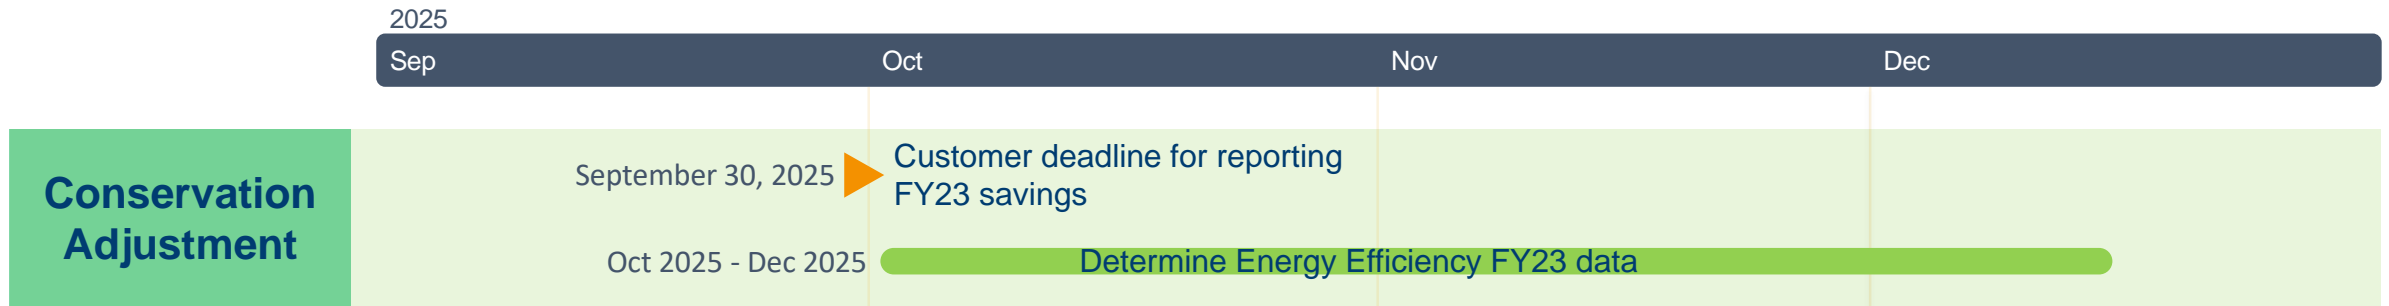 2025
Sep Oct Nov Dec
Conservation
Adjustment
September 30, 2025
Customer deadline for reporting
FY23 savings
Oct 2025 - Dec 2025
Determine Energy Efficiency FY23 data